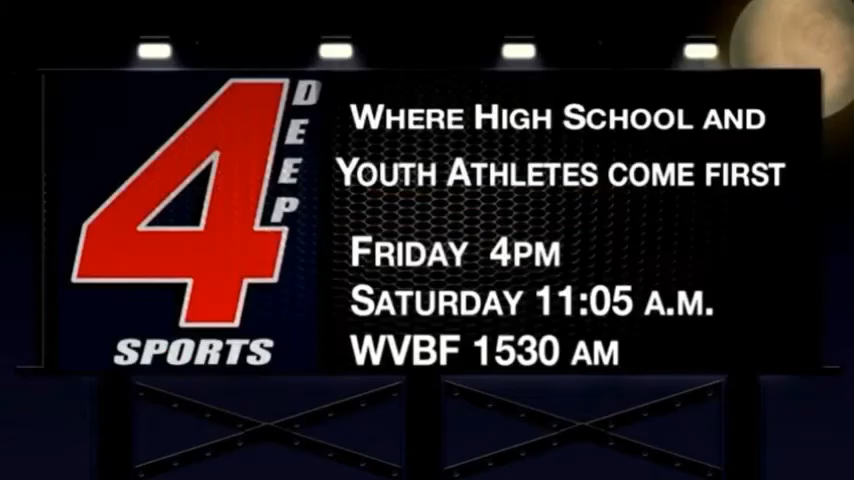 4
DEEP
SPORTS
WHERE HIGH SCHOOL AND
YOUTH ATHLETES COME FIRST
FRIDAY 4PM
SATURDAY 11:05 A.M.
WVBF 1530 AM